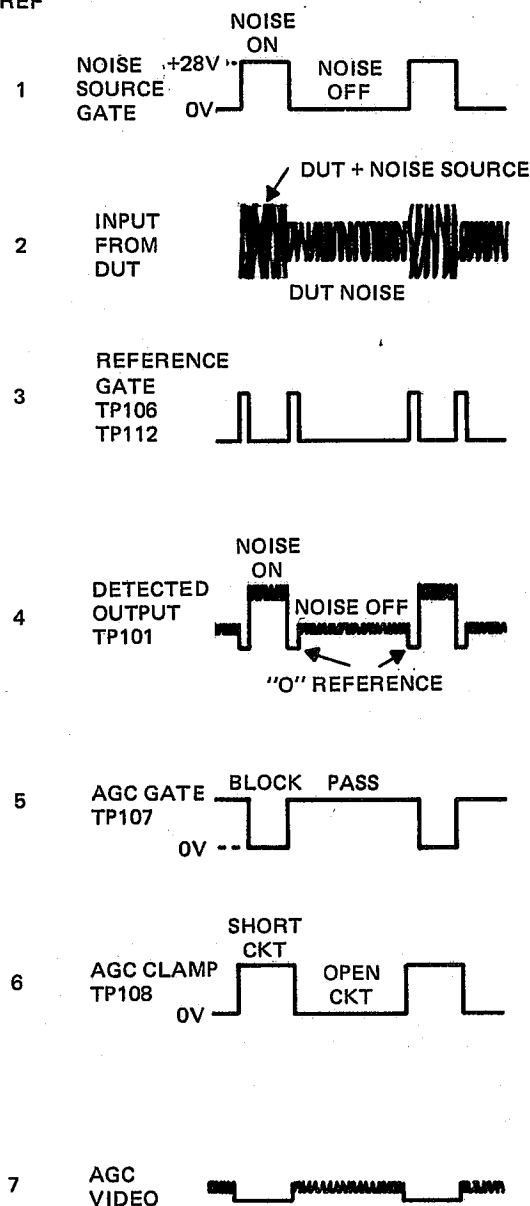 REF
NOISE
ON
1
NOISE
SOURCE
GATE
+28V
NOISE
OFF
0V
DUT + NOISE SOURCE
2
INPUT
FROM
DUT
DUT NOISE
3
REFERENCE
GATE
TP106
TP112
NOISE
ON
4
DETECTED
OUTPUT
TP101
NOISE OFF
"O" REFERENCE
5
AGC GATE
TP107
BLOCK PASS
0V
SHORT
CKT
6
AGC CLAMP
TP108
OPEN
CKT
0V
7
AGC
VIDEO